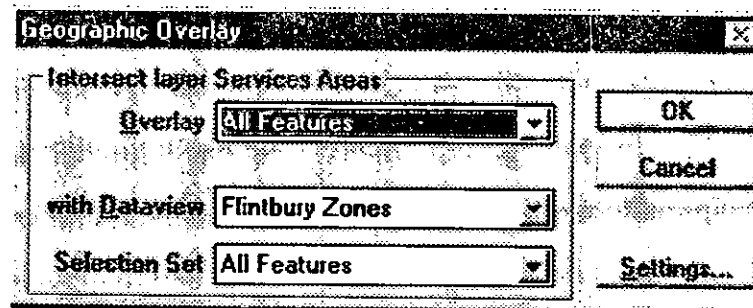 Geographic Overlay
Intersect layer Services Areas
Overlay All Features
OK
Cancel
with Dataview Flintbury Zones
Selection Set All Features
Settings...